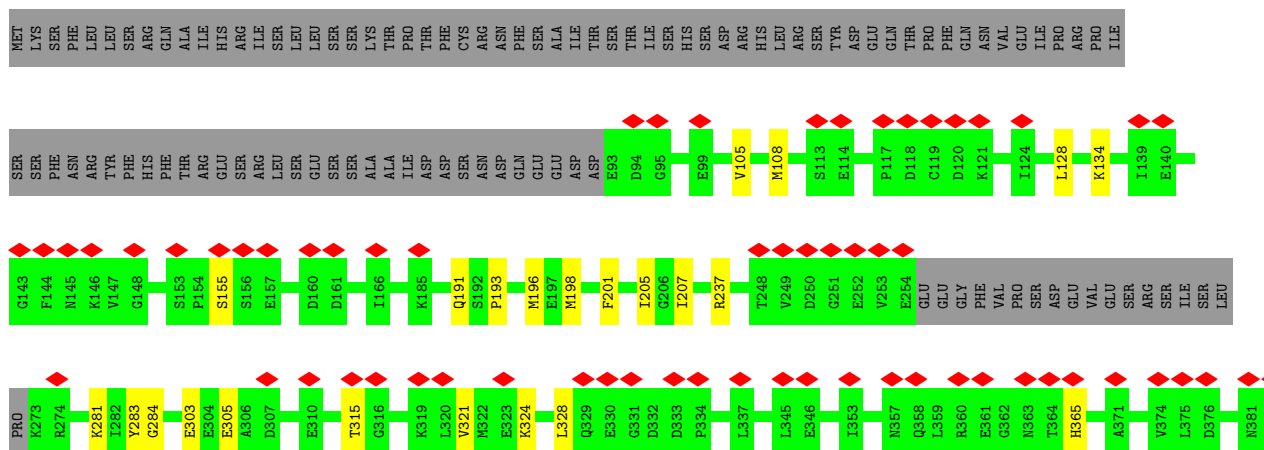 MET LYS SER PHE LEU LEU SER ARG GLN ALA ILE HIS ARG ILE SER LEU LEU SER SER LYS THR PRO THR PHE CYS ARG ASN PHE SER ALA ILE THR SER THR ILE SER HIS SER ASP ARG HIS LEU ARG SER TYR ASP GLU GLN THR PRO PHE GLN ASN VAL GLU ILE PRO ARG PRO ILE
SER SER PHE ASN ARG TYR PHE HIS PHE THR ARG GLU SER ARG LEU SER GLU SER SER ALA ALA ILE ASP ASP SER ASN ASP GLN GLU GLU ASP ASP E93 D94 G95 E99 V105 M108 S113 E114 P117 D118 C119 D120 K121 I124 L128 K134 I139 E140
G143 F144 N145 K146 V147 G148 S153 P154 S155 S156 E157 D160 D161 I166 K185 Q191 S192 P193 M196 E197 M198 F201 I205 G206 I207 R237 T248 V249 D250 G251 E252 V253 E254 GLU GLU GLY PHE VAL PRO SER ASP GLU VAL GLU SER ARG SER ILE SER LEU
PRO K273 R274 K281 I282 Y283 G284 E303 E304 E305 A306 D307 E310 T315 G316 K319 L320 V321 M322 E323 K324 L328 Q329 E330 G331 D332 D333 P334 L337 L345 E346 I353 N357 Q358 L359 R360 E361 G362 N363 T364 H365 A371 V374 L375 D376 N381